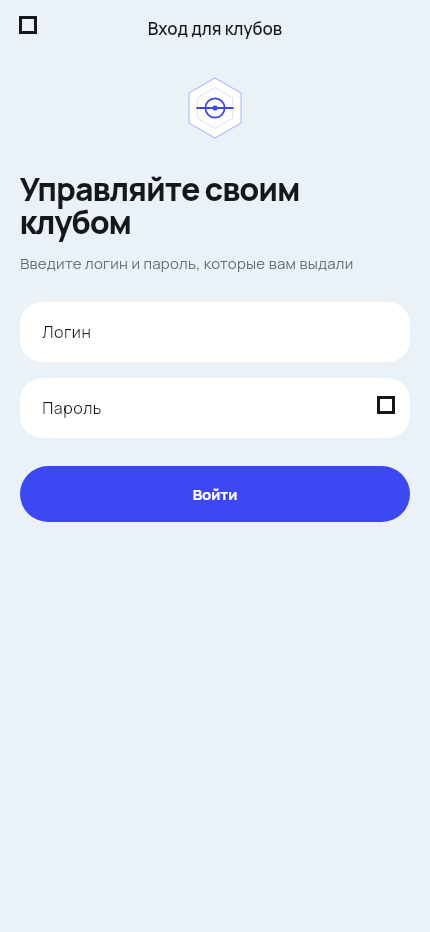 Вход для клубов
Управляйте своим
клубом
Введите логин и пароль, которые вам выдали
Логин
Пароль
Войти